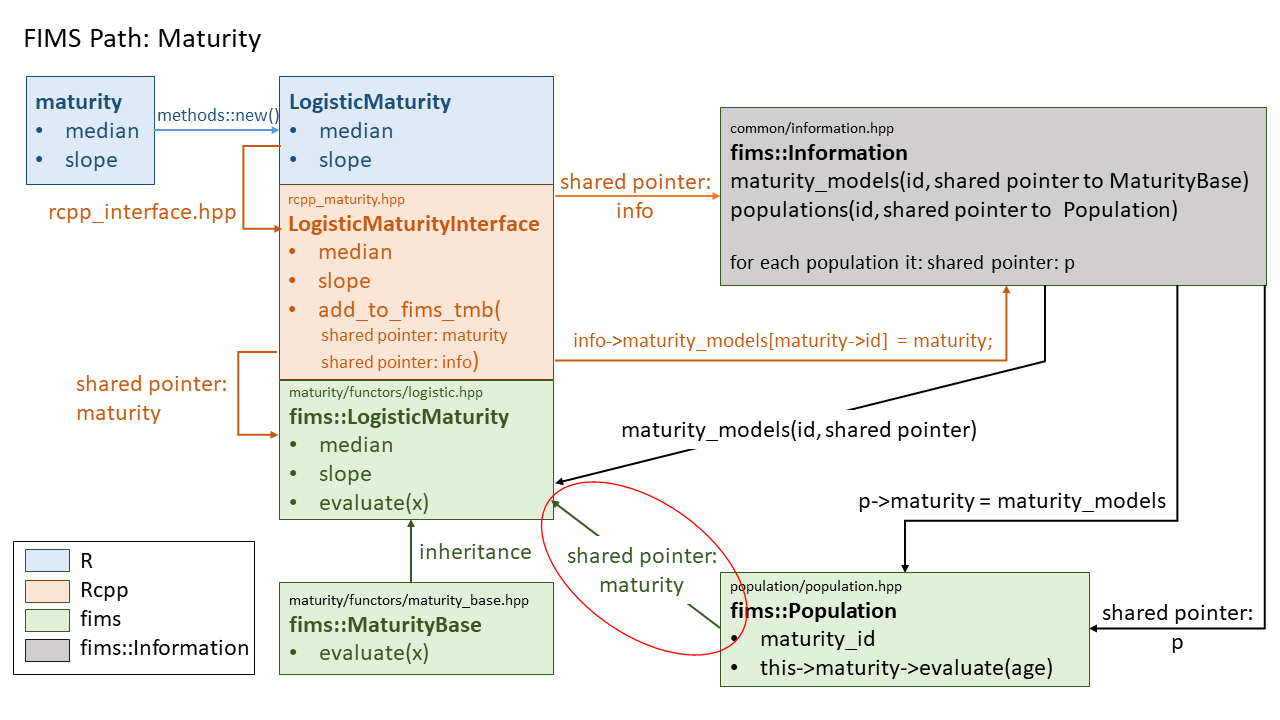 FIMS Path: Maturity
maturity
• median
• slope
methods::new()
LogisticMaturity
• median
• slope
rcpp_interface.hpp
rcpp_maturity.hpp
LogisticMaturityInterface
• median
• slope
• add_to_fims_tmb(
shared pointer: maturity
shared pointer: info)
shared pointer:
info
common/information.hpp
fims::Information
maturity_models(id, shared pointer to MaturityBase)
populations(id, shared pointer to Population)
for each population it: shared pointer: p
info->maturity_models[maturity->id] = maturity;
shared pointer:
maturity
maturity/functors/logistic.hpp
fims::LogisticMaturity
• median
• slope
• evaluate(x)
maturity_models(id, shared pointer)
p->maturity = maturity_models
inheritance
shared pointer:
maturity
maturity/functors/maturity_base.hpp
fims::MaturityBase
• evaluate(x)
population/population.hpp
fims::Population
• maturity_id
• this->maturity->evaluate(age)
shared pointer:
p
R
Rcpp
fims
fims::Information